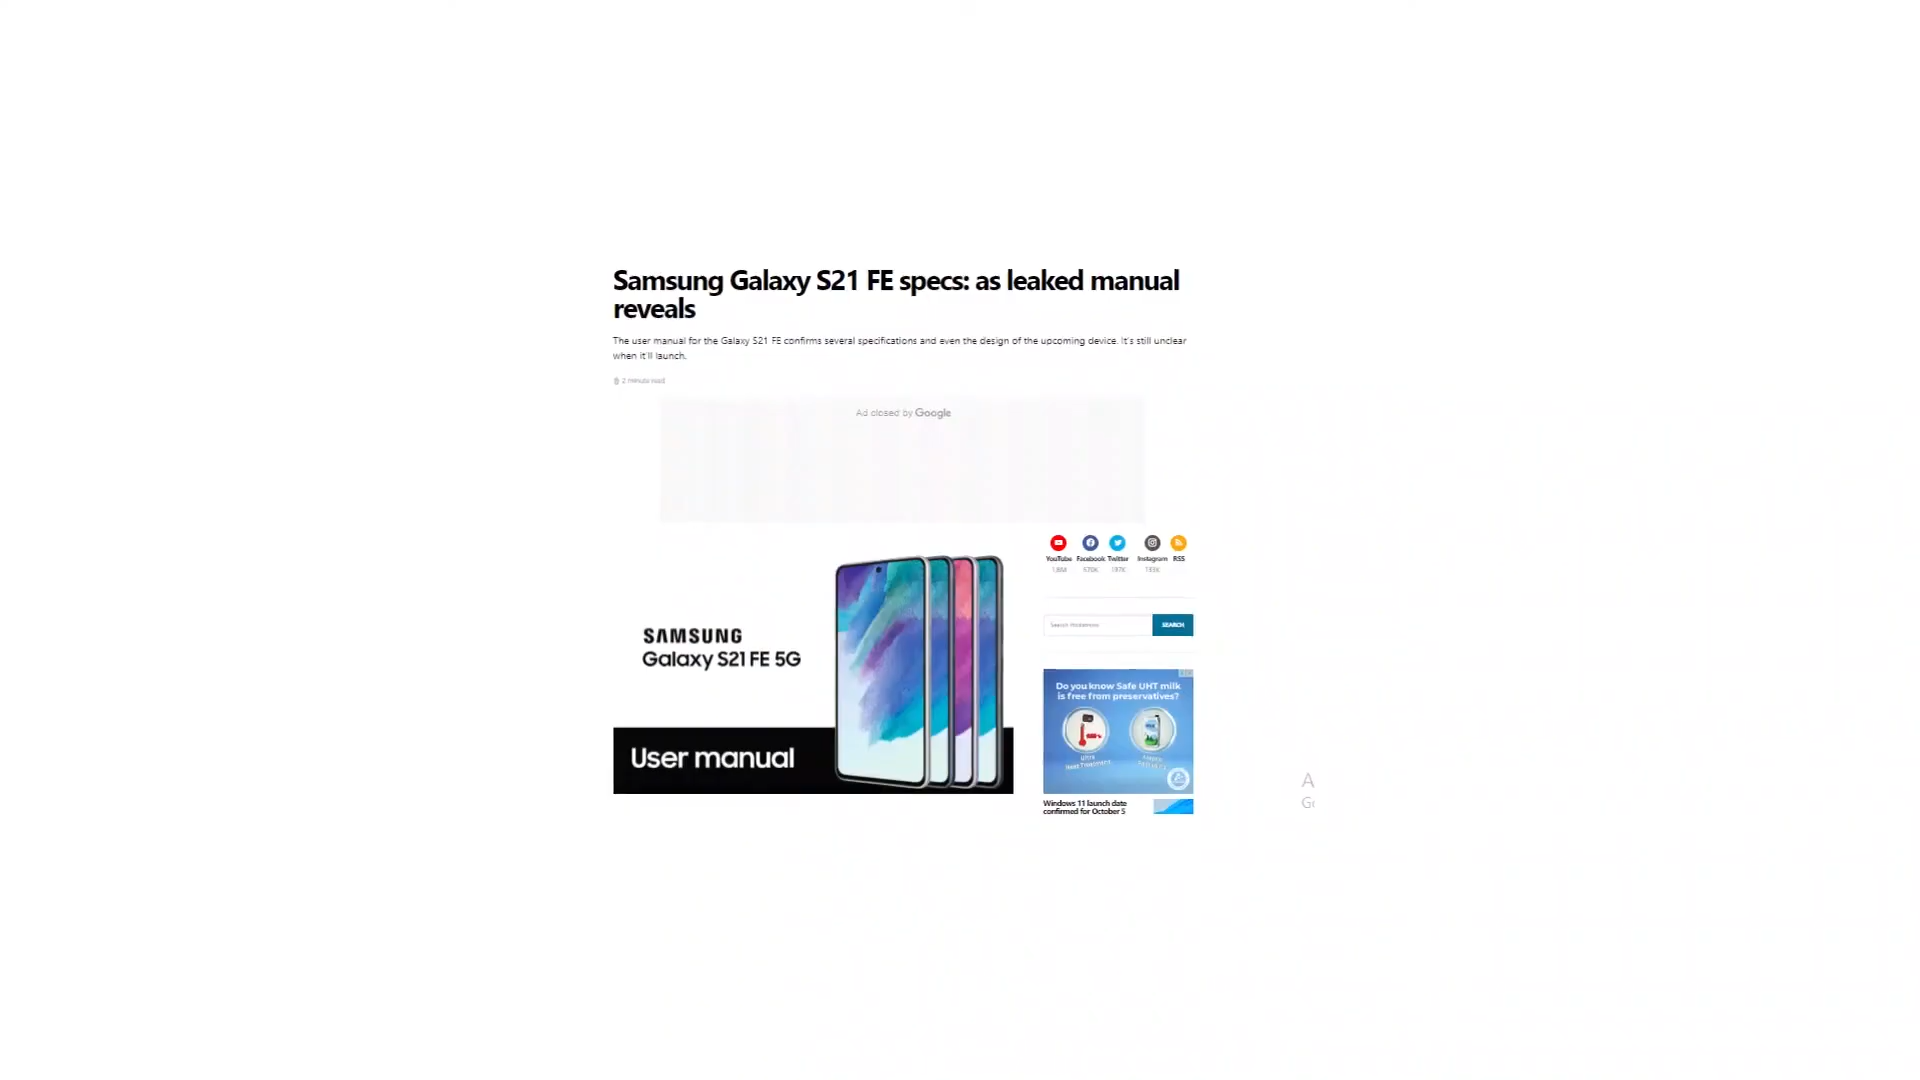 Samsung Galaxy S21 FE specs: as leaked manual
reveals
The user manual for the Galaxy S21 FE confirms several specifications and even the design of the upcoming device. It's still unclear
when it'll launch.
2 minute read
Ad closed by Google
YouTube Facebook Twitter Instagram RSS
SAMSUNG
Galaxy S21 FE 5G
User manual
SEARCH
Do you know Safe UHT milk
is free from preservatives?
Windows 11 launch date
confirmed for October 5